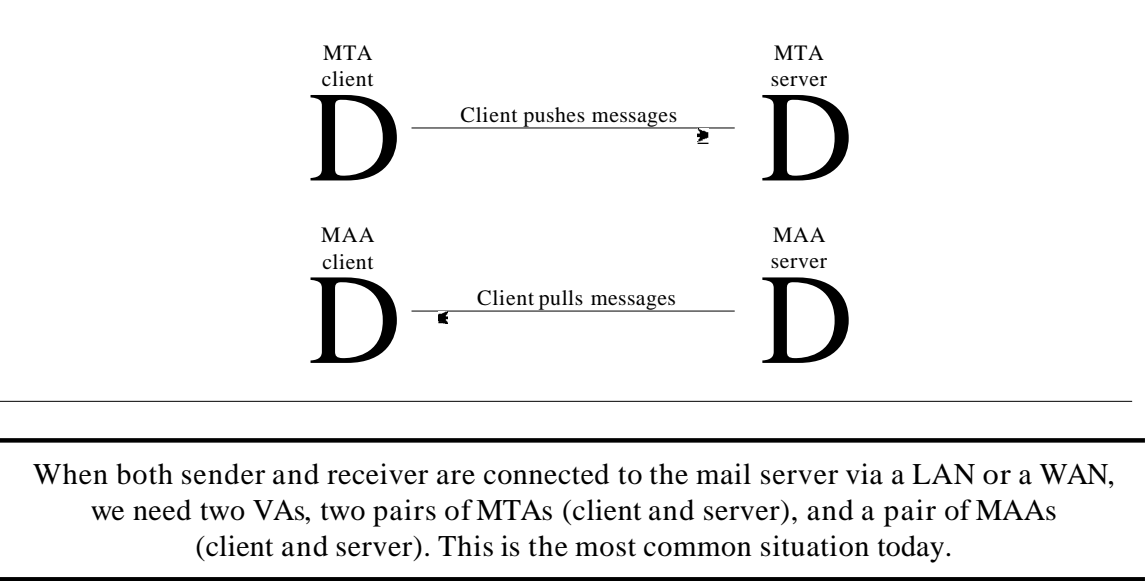 MTA
client
MTA
server
D
Client pushes messages
D
MAA
client
MAA
server
D
Client pulls messages
D
When both sender and receiver are connected to the mail server via a LAN or a WAN,
we need two VAs, two pairs of MTAs (client and server), and a pair of MAAs
(client and server). This is the most common situation today.